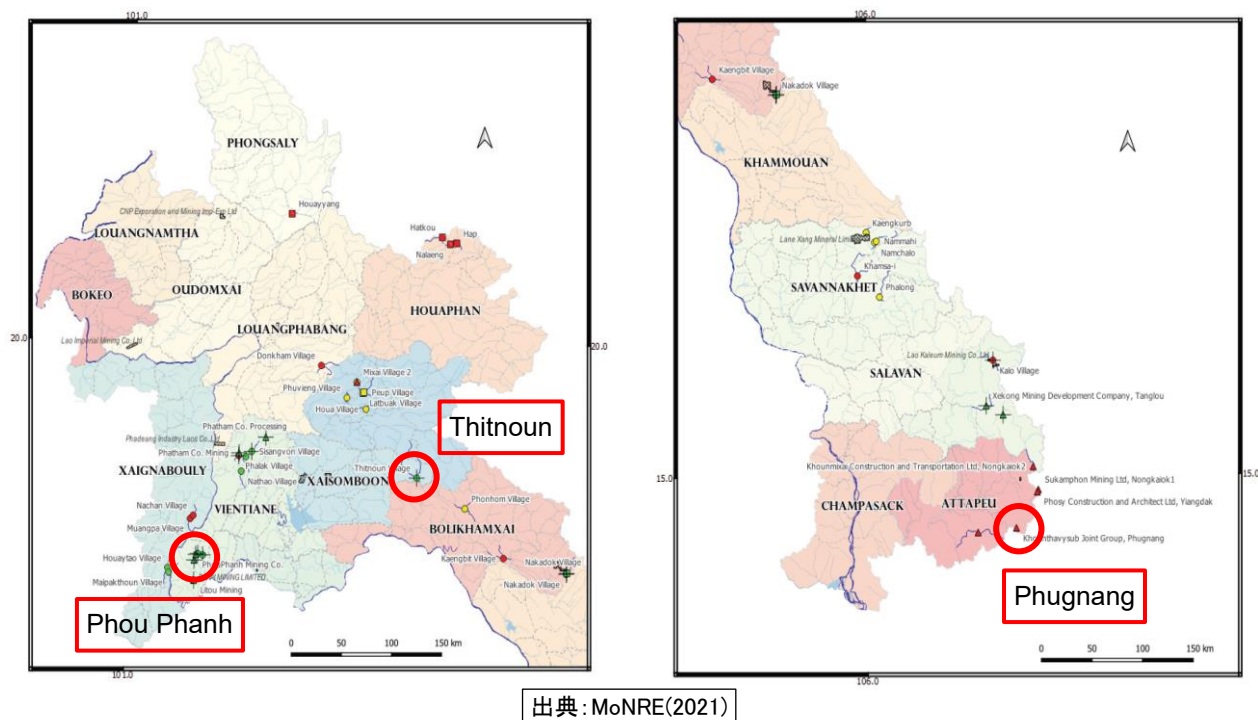 101.0
PHONGSALY
CNP Exporation and Mining Imp-Exp Ltd
Houayyang
LOUANGNAMTHA
Hatkou
Hap
Nalaeng
BOKEO
OUDOMXAI
HOUAPHAN
LOUANGPHABANG
20.0
20.0
Lao Imperial Mining Co.,Ltd
Donkham Village
Mixai Village 2
Phuvieng Village
Peup Village
Latbuak Village
Houa Village
Thitnoun
Phatham Co. Processing
Phadeang Industry Laos Co.,Ltd
Phatham Co. Mining
Sisangvon Village
Thitnoun Village
XAIGNABOULY
Phalak Village
Nathao Village
XAISOMBOON
Nachan Village
VIENTIANE
Phonhom Village
Muangpa Village
BOLIKHAMXAI
Houaytao Village
PhouPhanh Mining Co.
MINING LIMITED
Kaengbit Village
Nakadok Village
Maipakthoun Village
Litou Mining
Nakadok Village
Phou Phanh
0 50 100 150 km
101.0
106.0
Kaengbit Village
Nakadok Village
KHAMMOUAN
Kaengkurb
Lane Xang Mineral Lim
Nammahi
Namchalo
Khamsa-i
SAVANNAKHET
Phalong
Lao Kaleum Mining Co.,Ltd
Kalo Village
SALAVAN
Xekong Mining Development Company, Tanglou
15.0
15.0
Khounmixai Construction and Transportation Ltd, Nongkaiok2
Sukamphon Mining Ltd, Nongkaiok1
CHAMPASACK
ATTAPEU
Phosy Construction and Architect Ltd, Yiangdak
Khounthavysub Joint Group, Phugnang
Phugnang
0 50 100 150 km
106.0
出典：MoNRE(2021)